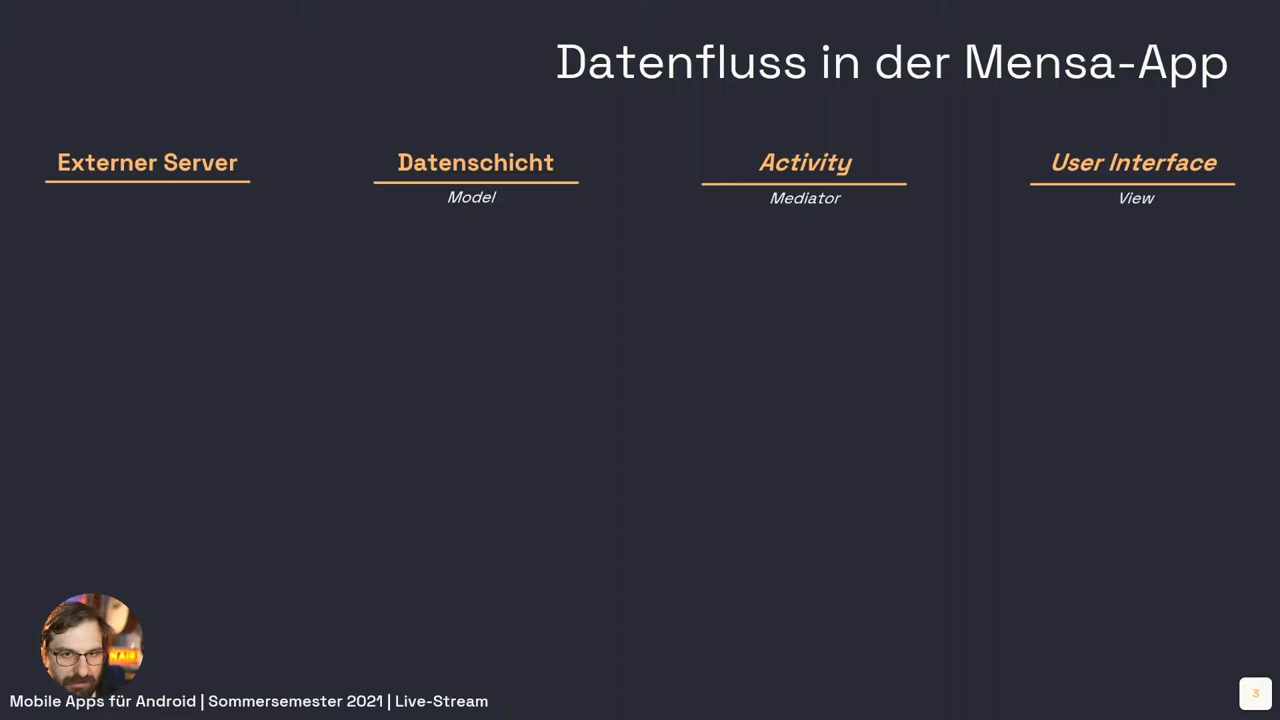 Datenfluss in der Mensa-App
Externer Server
Datenschicht
Activity
User Interface
Model
Mediator
View
N AIR
Mobile Apps für Android | Sommersemester 2021 | Live-Stream
3